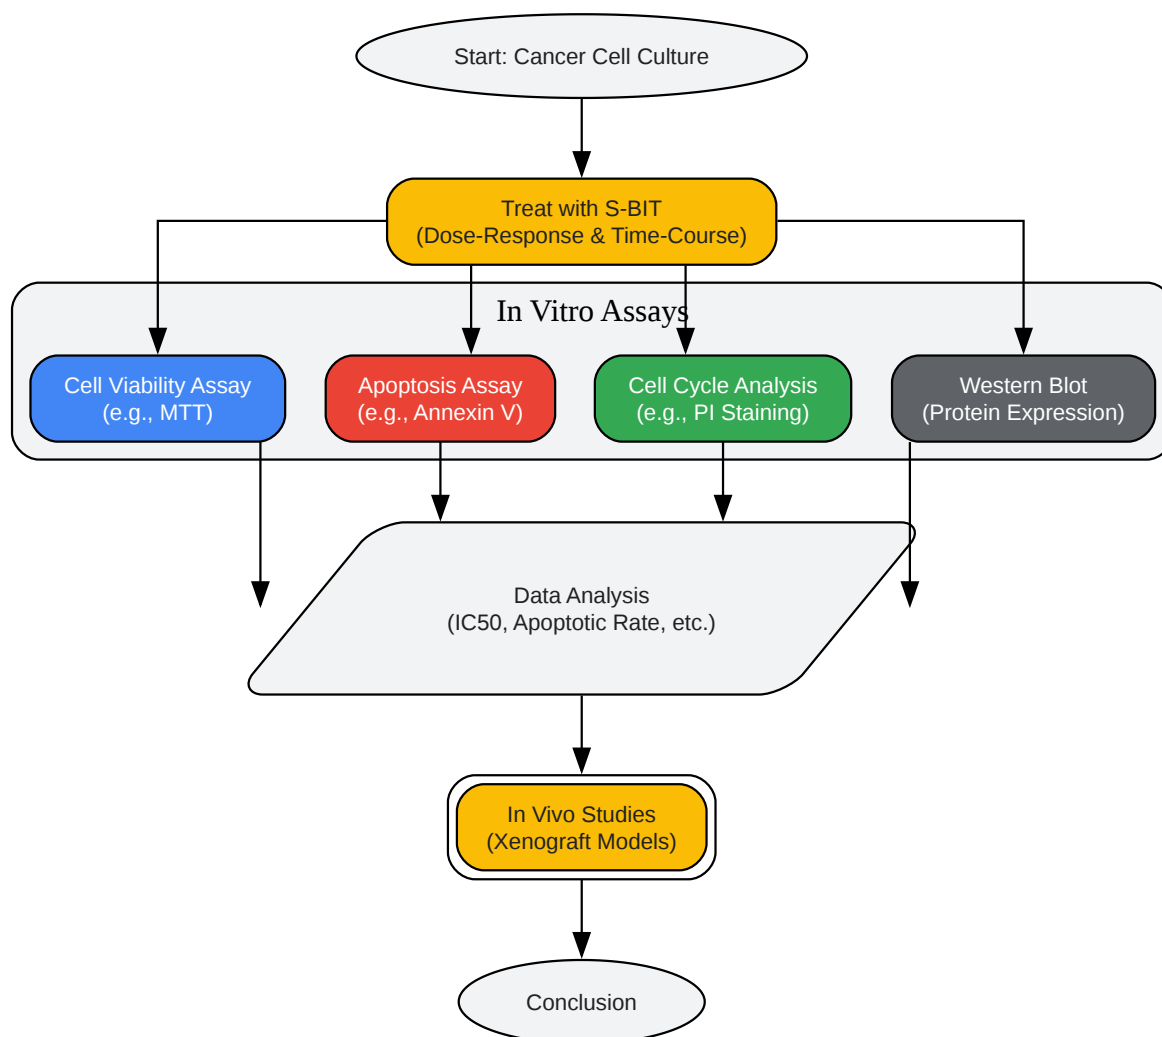 Start: Cancer Cell Culture
Treat with S-BIT
(Dose-Response & Time-Course)
In Vitro Assays
Cell Viability Assay
(e.g., MTT)
Apoptosis Assay
(e.g., Annexin V)
Cell Cycle Analysis
(e.g., PI Staining)
Western Blot
(Protein Expression)
Data Analysis
(IC50, Apoptotic Rate, etc.)
In Vivo Studies
(Xenograft Models)
Conclusion